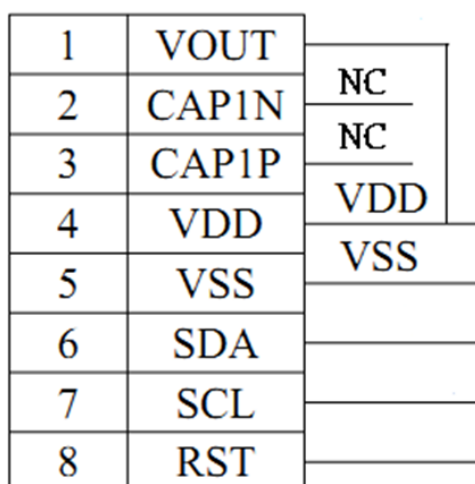 1 VOUT
NC
2 CAP1N
NC
3 CAP1P
VDD
4 VDD
VSS
5 VSS
6 SDA
7 SCL
8 RST